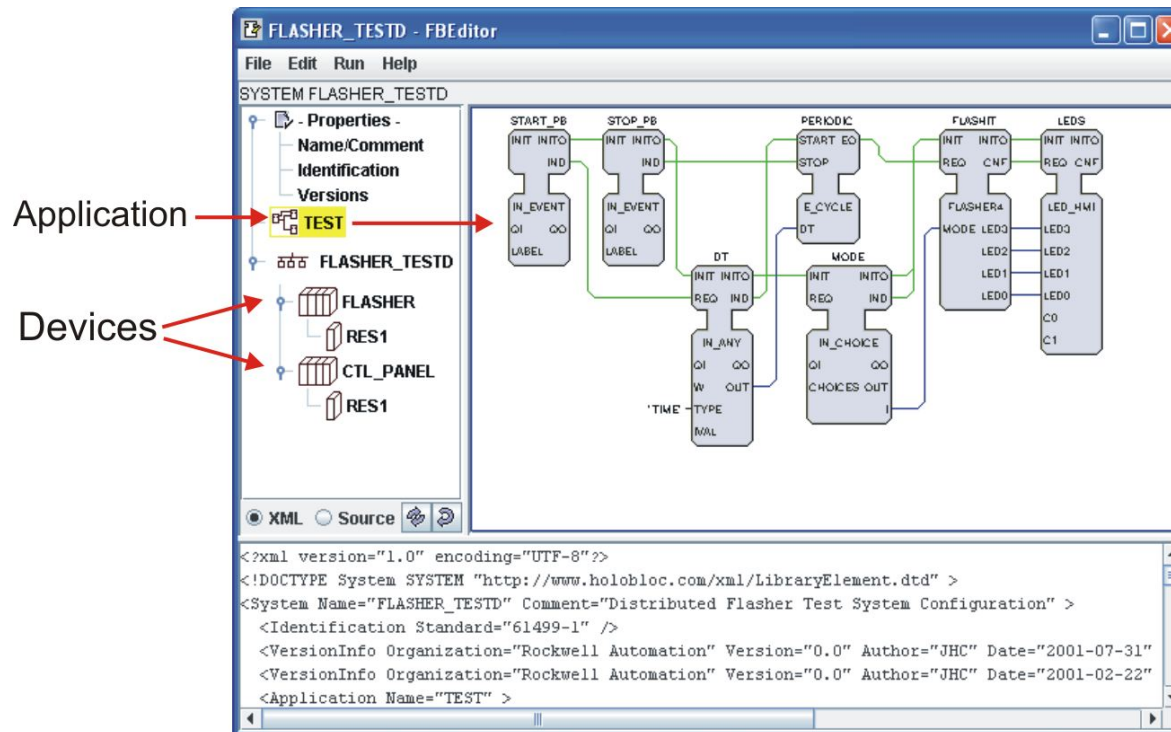 FLASHER_TESTD - FBEditor
File Edit Run Help
SYSTEM FLASHER_TESTD
Application
Devices
- Properties -
Name/Comment
Identification
Versions
TEST
FLASHER_TESTD
FLASHER
RES1
CTL_PANEL
RES1
XML Source
START_PB
INIT INITO
IND
IN_EVENT
QI QO
LABEL
STOP_PB
INIT INITO
IND
IN_EVENT
QI QO
LABEL
PERIODIC
START EO
STOP
E_CYCLE
DT
FLASHIT
INIT INITO
REQ CNF
FLASHER4
MODE LED3
LED2
LED1
LED0
LEDS
INIT INITO
REQ CNF
LED_HMI
LED3
LED2
LED1
LED0
C0
C1
DT
INIT INITO
REQ IND
IN_ANY
QI QO
W OUT
'TIME' TYPE
IVAL
MODE
INIT INITO
REQ IND
IN_CHOICE
QI QO
CHOICES OUT
I
<?xml version="1.0" encoding="UTF-8"?>
<!DOCTYPE System SYSTEM "http://www.holobloc.com/xml/LibraryElement.dtd" >
<System Name="FLASHER_TESTD" Comment="Distributed Flasher Test System Configuration" >
<Identification Standard="61499-1" />
<VersionInfo Organization="Rockwell Automation" Version="0.0" Author="JHC" Date="2001-07-31"
<VersionInfo Organization="Rockwell Automation" Version="0.0" Author="JHC" Date="2001-02-22"
<Application Name="TEST" >